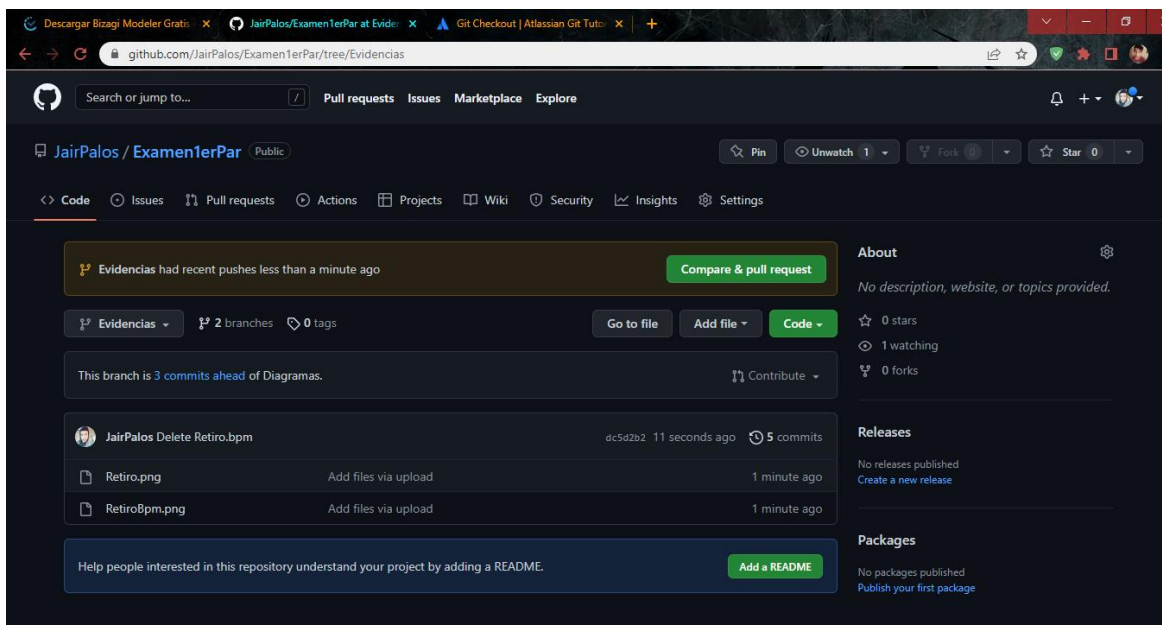 Descargar Bizagi Modeler Gratis
JairPalos/Examen1erPar at Eviden
Git Checkout | Atlassian Git Tuto
github.com/JairPalos/Examen1erPar/tree/Evidencias
Search or jump to... / Pull requests Issues Marketplace Explore
JairPalos / Examen1erPar Public
Pin Unwatch 1 Fork 0 Star 0
<> Code Issues Pull requests Actions Projects Wiki Security Insights Settings
Evidencias had recent pushes less than a minute ago
Compare & pull request
Evidencias 2 branches 0 tags
Go to file Add file Code
This branch is 3 commits ahead of Diagramas.
Contribute
JairPalos Delete Retiro.bpm dc5d2b2 11 seconds ago 5 commits
Retiro.png Add files via upload 1 minute ago
RetiroBpm.png Add files via upload 1 minute ago
Help people interested in this repository understand your project by adding a README.
Add a README
About
No description, website, or topics provided.
0 stars
1 watching
0 forks
Releases
No releases published
Create a new release
Packages
No packages published
Publish your first package